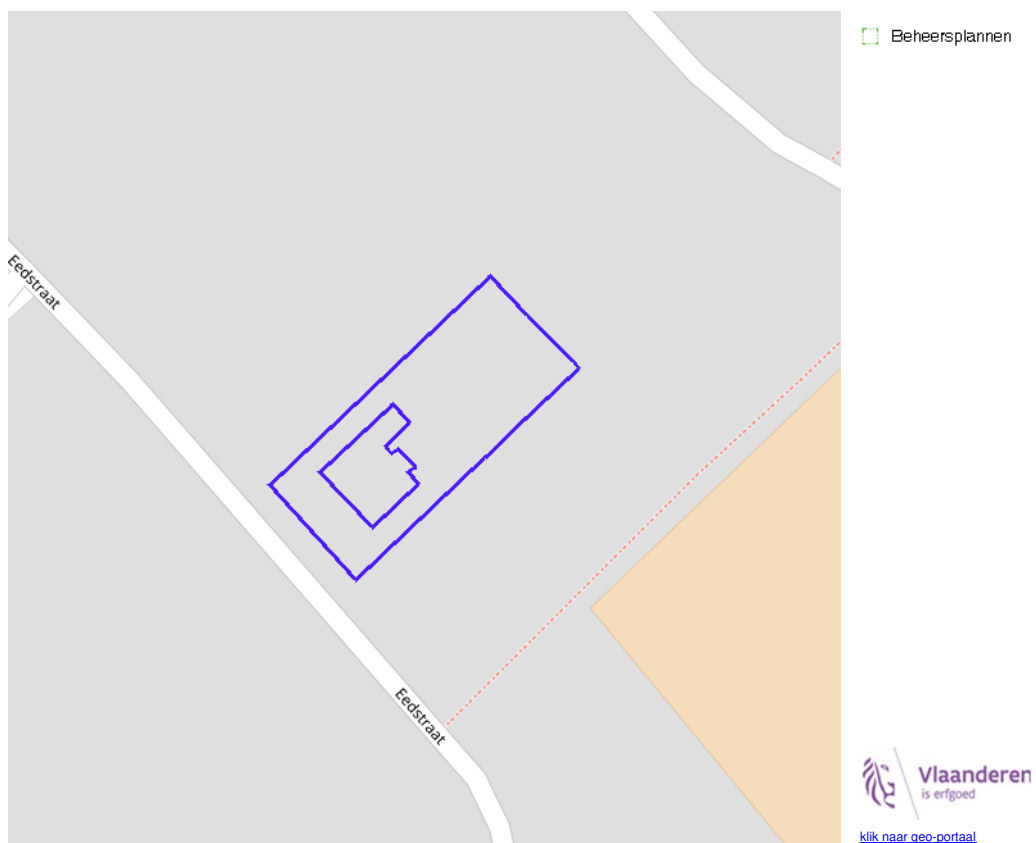 Beheersplannen
Eedstraat
Eedstraat
Vlaanderen
is erfgoed
klik naar geo-portaal